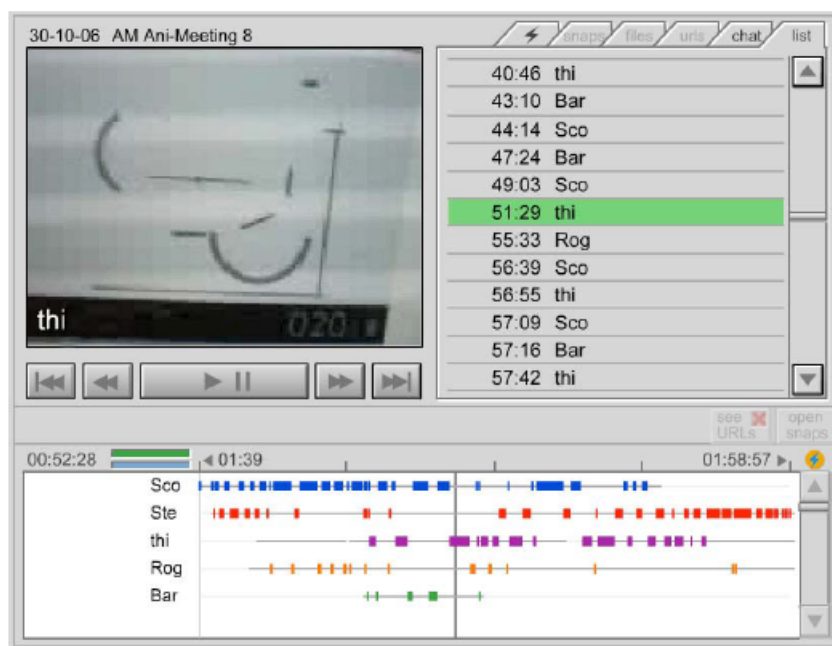 30-10-06 AM Ani-Meeting 8
snaps files urls chat list
40:46 thi
43:10 Bar
44:14 Sco
47:24 Bar
49:03 Sco
51:29 thi
55:33 Rog
56:39 Sco
56:55 thi
57:09 Sco
57:16 Bar
57:42 thi
thi
020
see URLs
open snaps
00:52:28 01:39 01:58:57
Sco
Ste
thi
Rog
Bar